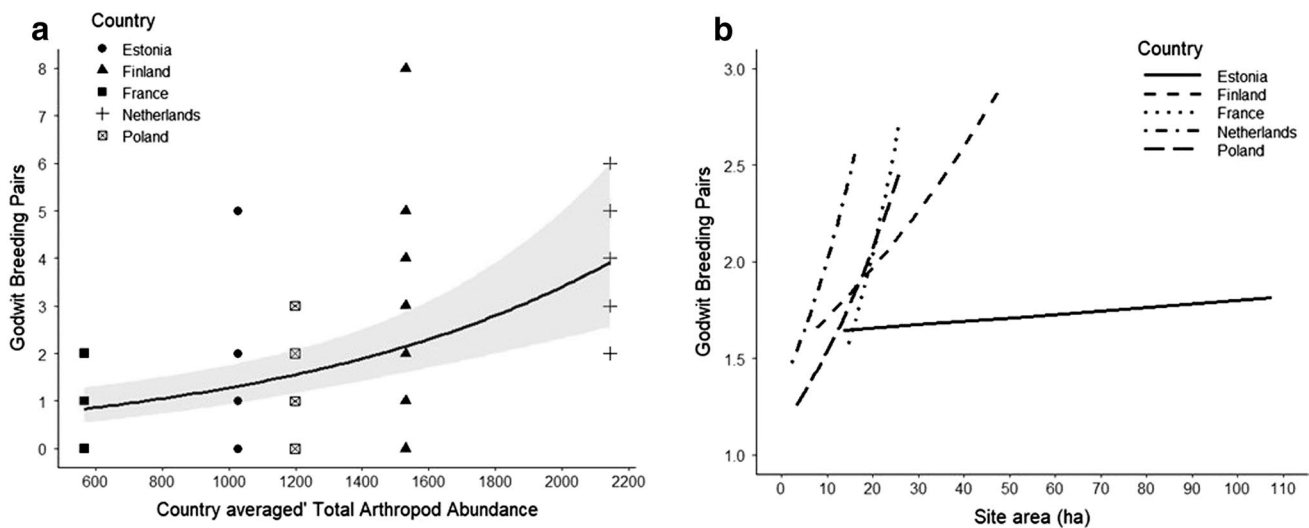 a
Country
Estonia
Finland
France
Netherlands
Poland
8
7
6
5
4
3
2
1
0
Godwit Breeding Pairs
600 800 1000 1200 1400 1600 1800 2000 2200
Country averaged' Total Arthropod Abundance
b
Country
Estonia
Finland
France
Netherlands
Poland
3.0
2.5
2.0
1.5
1.0
Godwit Breeding Pairs
0 10 20 30 40 50 60 70 80 90 100 110
Site area (ha)